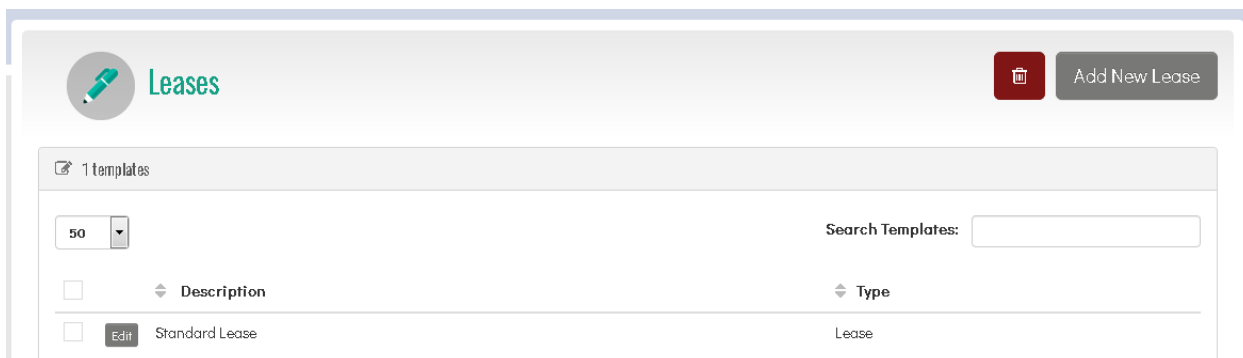 Leases
Add New Lease
1 templates
50
Search Templates:
Description Type
Edit Standard Lease Lease